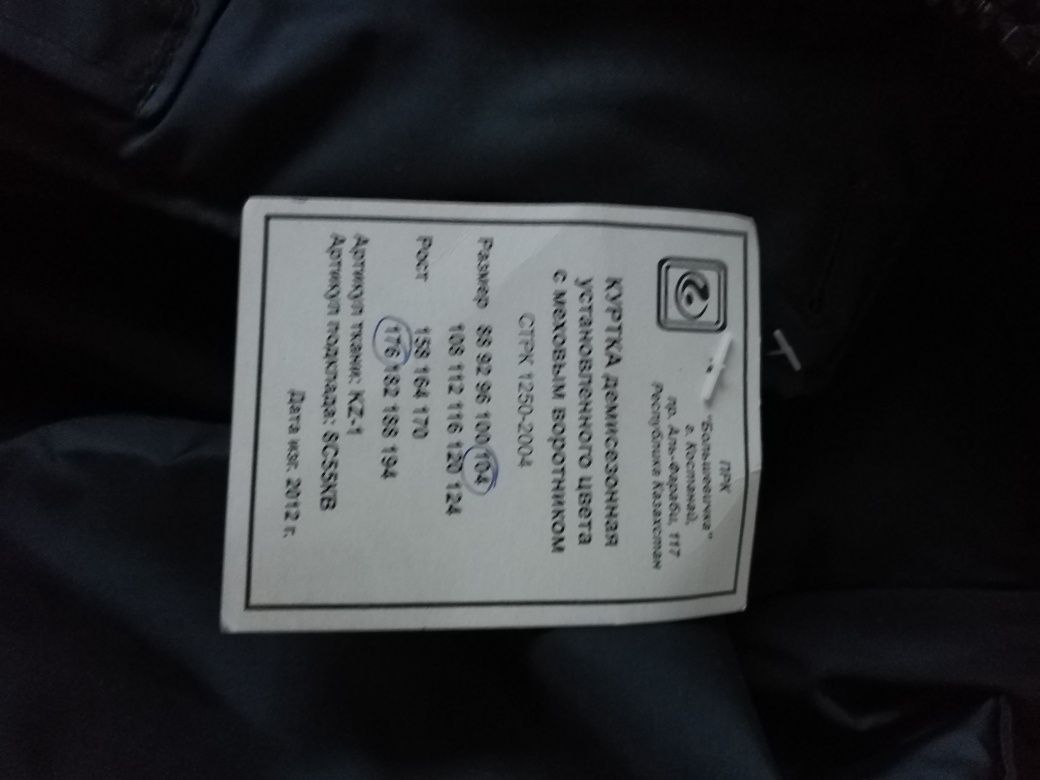 ПРК
"Большевичка"
г. Костанай,
пр. Аль-Фараби, 117
Республика Казахстан
КУРТКА демисезонная
установленного цвета
с меховым воротником
СТРК 1250-2004
Размер 88 92 96 100 104
108 112 116 120 124
Рост 158 164 170
176 182 188 194
Артикул ткани: KZ-1
Артикул подклада: SC55KB
Дата изг. 2012 г.